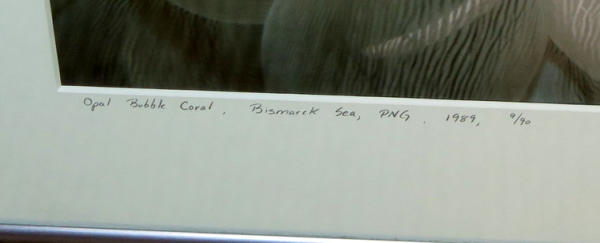 Opal Bubble Coral, Bismarck Sea, PNG. 1989, 9/90